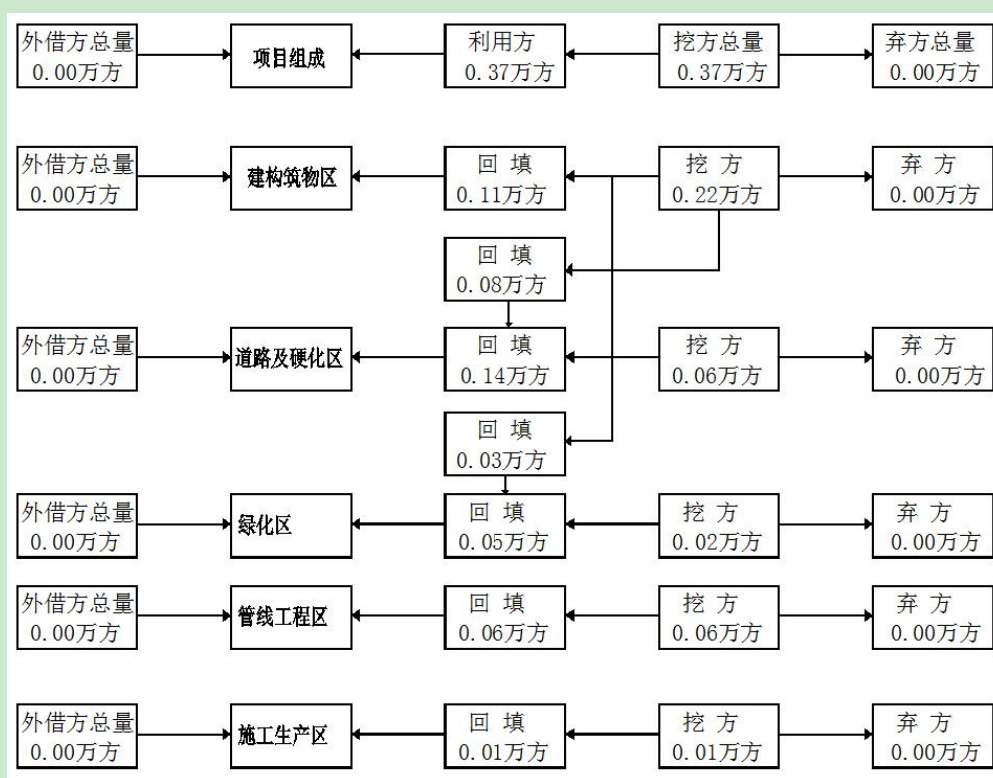 外借方总量
0.00万方
项目组成
利用方
0.37万方
挖方总量
0.37万方
弃方总量
0.00万方
外借方总量
0.00万方
建构筑物区
回 填
0.11万方
挖 方
0.22万方
弃 方
0.00万方
回 填
0.08万方
外借方总量
0.00万方
道路及硬化区
回 填
0.14万方
挖 方
0.06万方
弃 方
0.00万方
回 填
0.03万方
外借方总量
0.00万方
绿化区
回 填
0.05万方
挖 方
0.02万方
弃 方
0.00万方
外借方总量
0.00万方
管线工程区
回 填
0.06万方
挖 方
0.06万方
弃 方
0.00万方
外借方总量
0.00万方
施工生产区
回 填
0.01万方
挖 方
0.01万方
弃 方
0.00万方